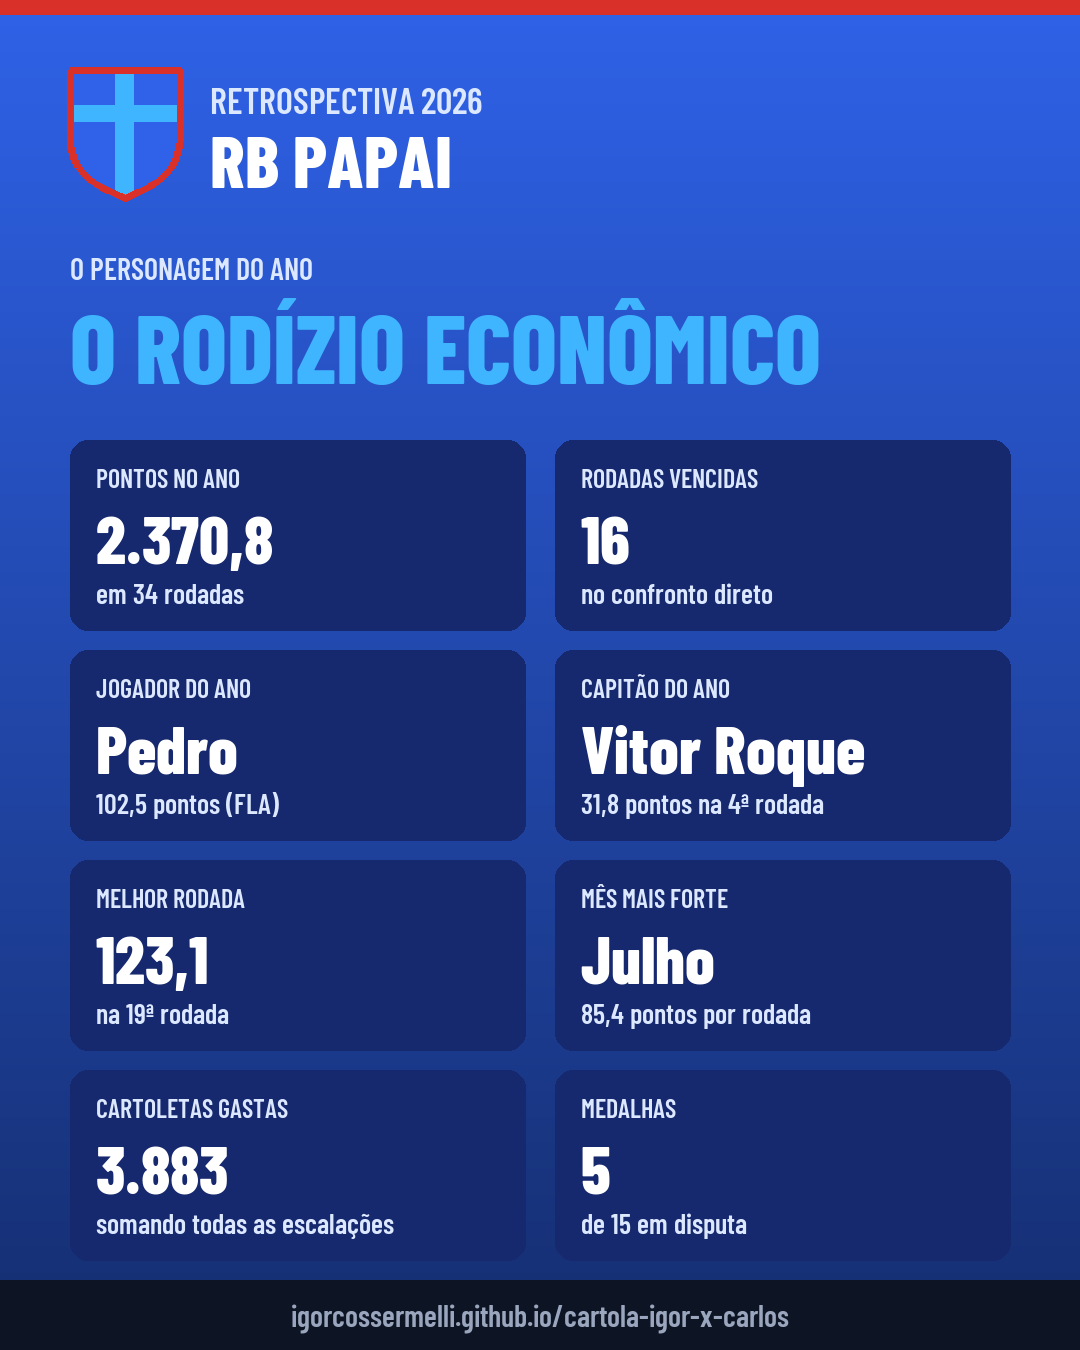 RETROSPECTIVA 2026
RB PAPAI
O PERSONAGEM DO ANO
O RODÍZIO ECONÔMICO
PONTOS NO ANO
2.370,8
em 34 rodadas
RODADAS VENCIDAS
16
no confronto direto
JOGADOR DO ANO
Pedro
102,5 pontos (FLA)
CAPITÃO DO ANO
Vitor Roque
31,8 pontos na 4ª rodada
MELHOR RODADA
123,1
na 19ª rodada
MÊS MAIS FORTE
Julho
85,4 pontos por rodada
CARTOLETAS GASTAS
3.883
somando todas as escalações
MEDALHAS
5
de 15 em disputa
igorcossermelli.github.io/cartola-igor-x-carlos